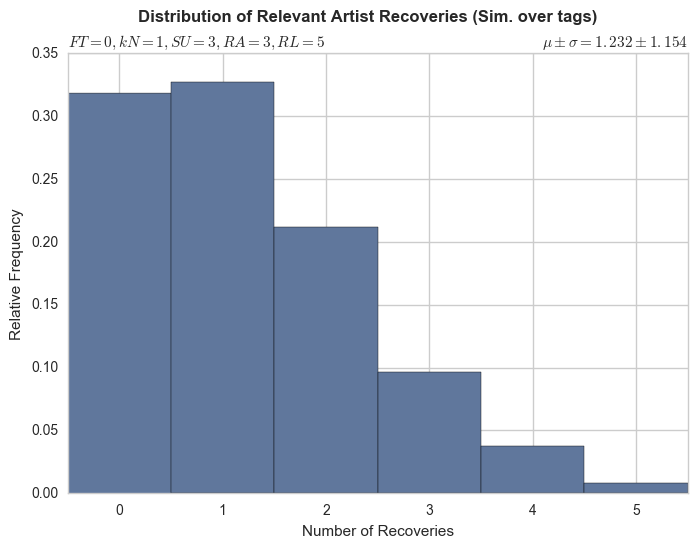 Distribution of Relevant Artist Recoveries (Sim. over tags)
FT = 0, kN = 1, SU = 3, RA = 3, RL = 5
μ ± σ = 1.232 ± 1.154
0.35
0.30
0.25
0.20
0.15
0.10
0.05
0.00
Relative Frequency
0 1 2 3 4 5
Number of Recoveries